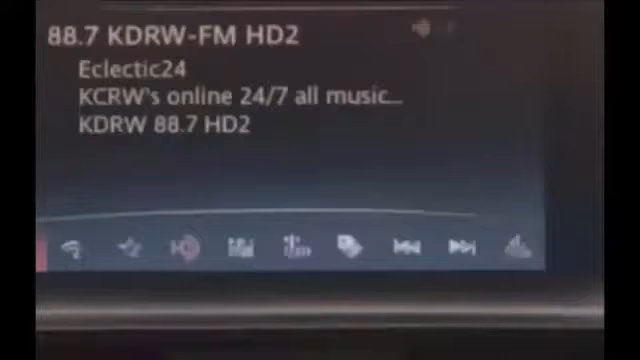 88.7 KDRW-FM HD2
Eclectic24
KCRW's online 24/7 all music...
KDRW 88.7 HD2